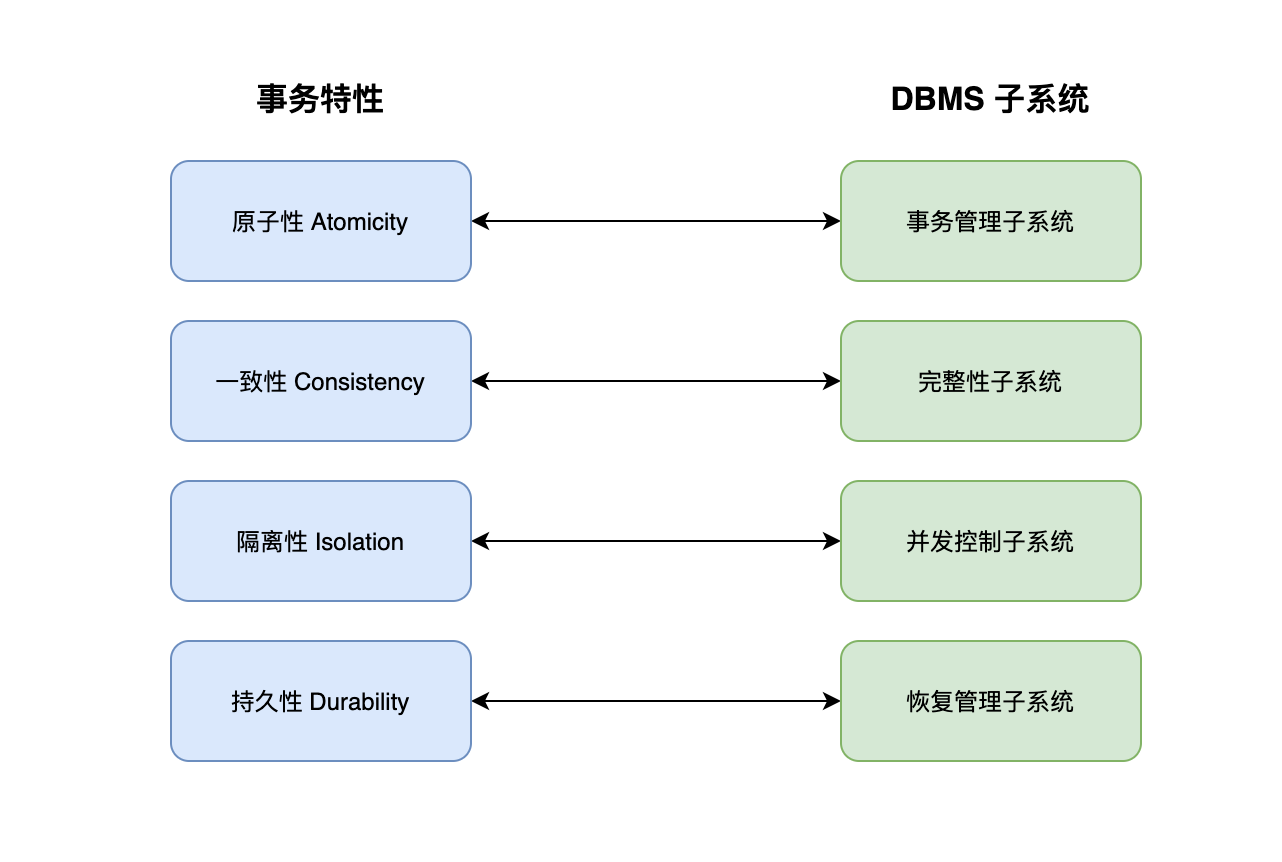 事务特性
DBMS 子系统
原子性 Atomicity
事务管理子系统
一致性 Consistency
完整性子系统
隔离性 Isolation
并发控制子系统
持久性 Durability
恢复管理子系统